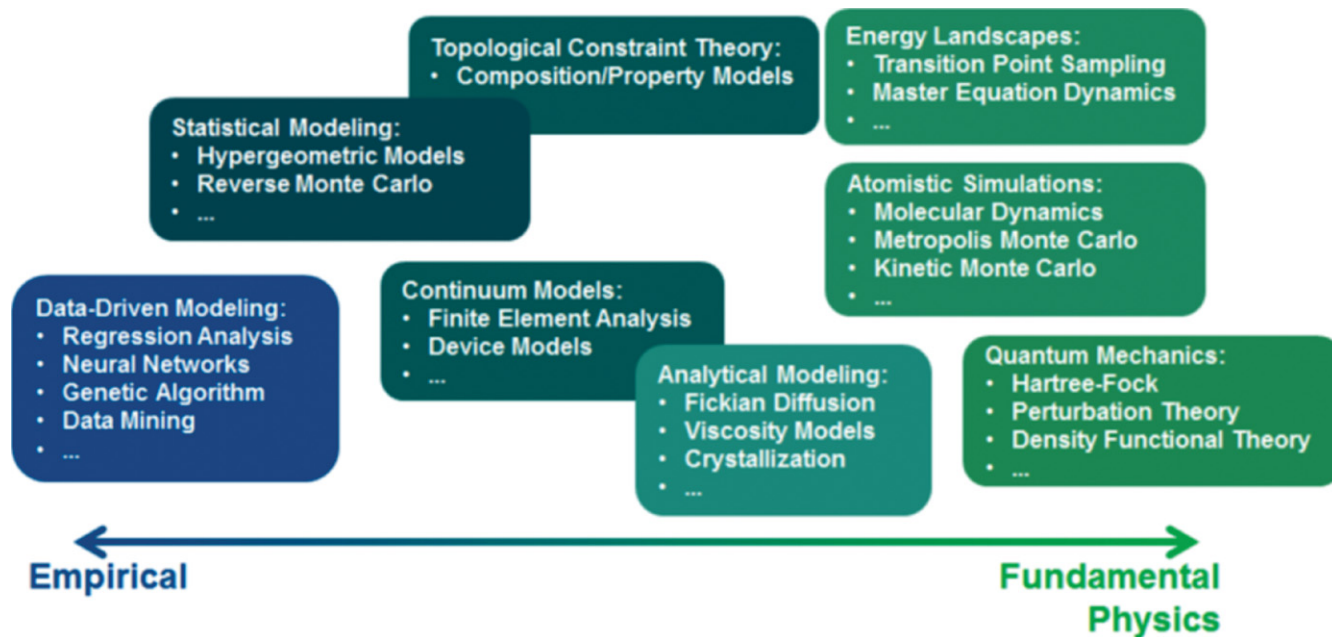 Topological Constraint Theory:
• Composition/Property Models
Energy Landscapes:
• Transition Point Sampling
• Master Equation Dynamics
• ...
Statistical Modeling:
• Hypergeometric Models
• Reverse Monte Carlo
• ...
Atomistic Simulations:
• Molecular Dynamics
• Metropolis Monte Carlo
• Kinetic Monte Carlo
• ...
Data-Driven Modeling:
• Regression Analysis
• Neural Networks
• Genetic Algorithm
• Data Mining
• ...
Continuum Models:
• Finite Element Analysis
• Device Models
• ...
Analytical Modeling:
• Fickian Diffusion
• Viscosity Models
• Crystallization
• ...
Quantum Mechanics:
• Hartree-Fock
• Perturbation Theory
• Density Functional Theory
• ...
Empirical
Fundamental
Physics